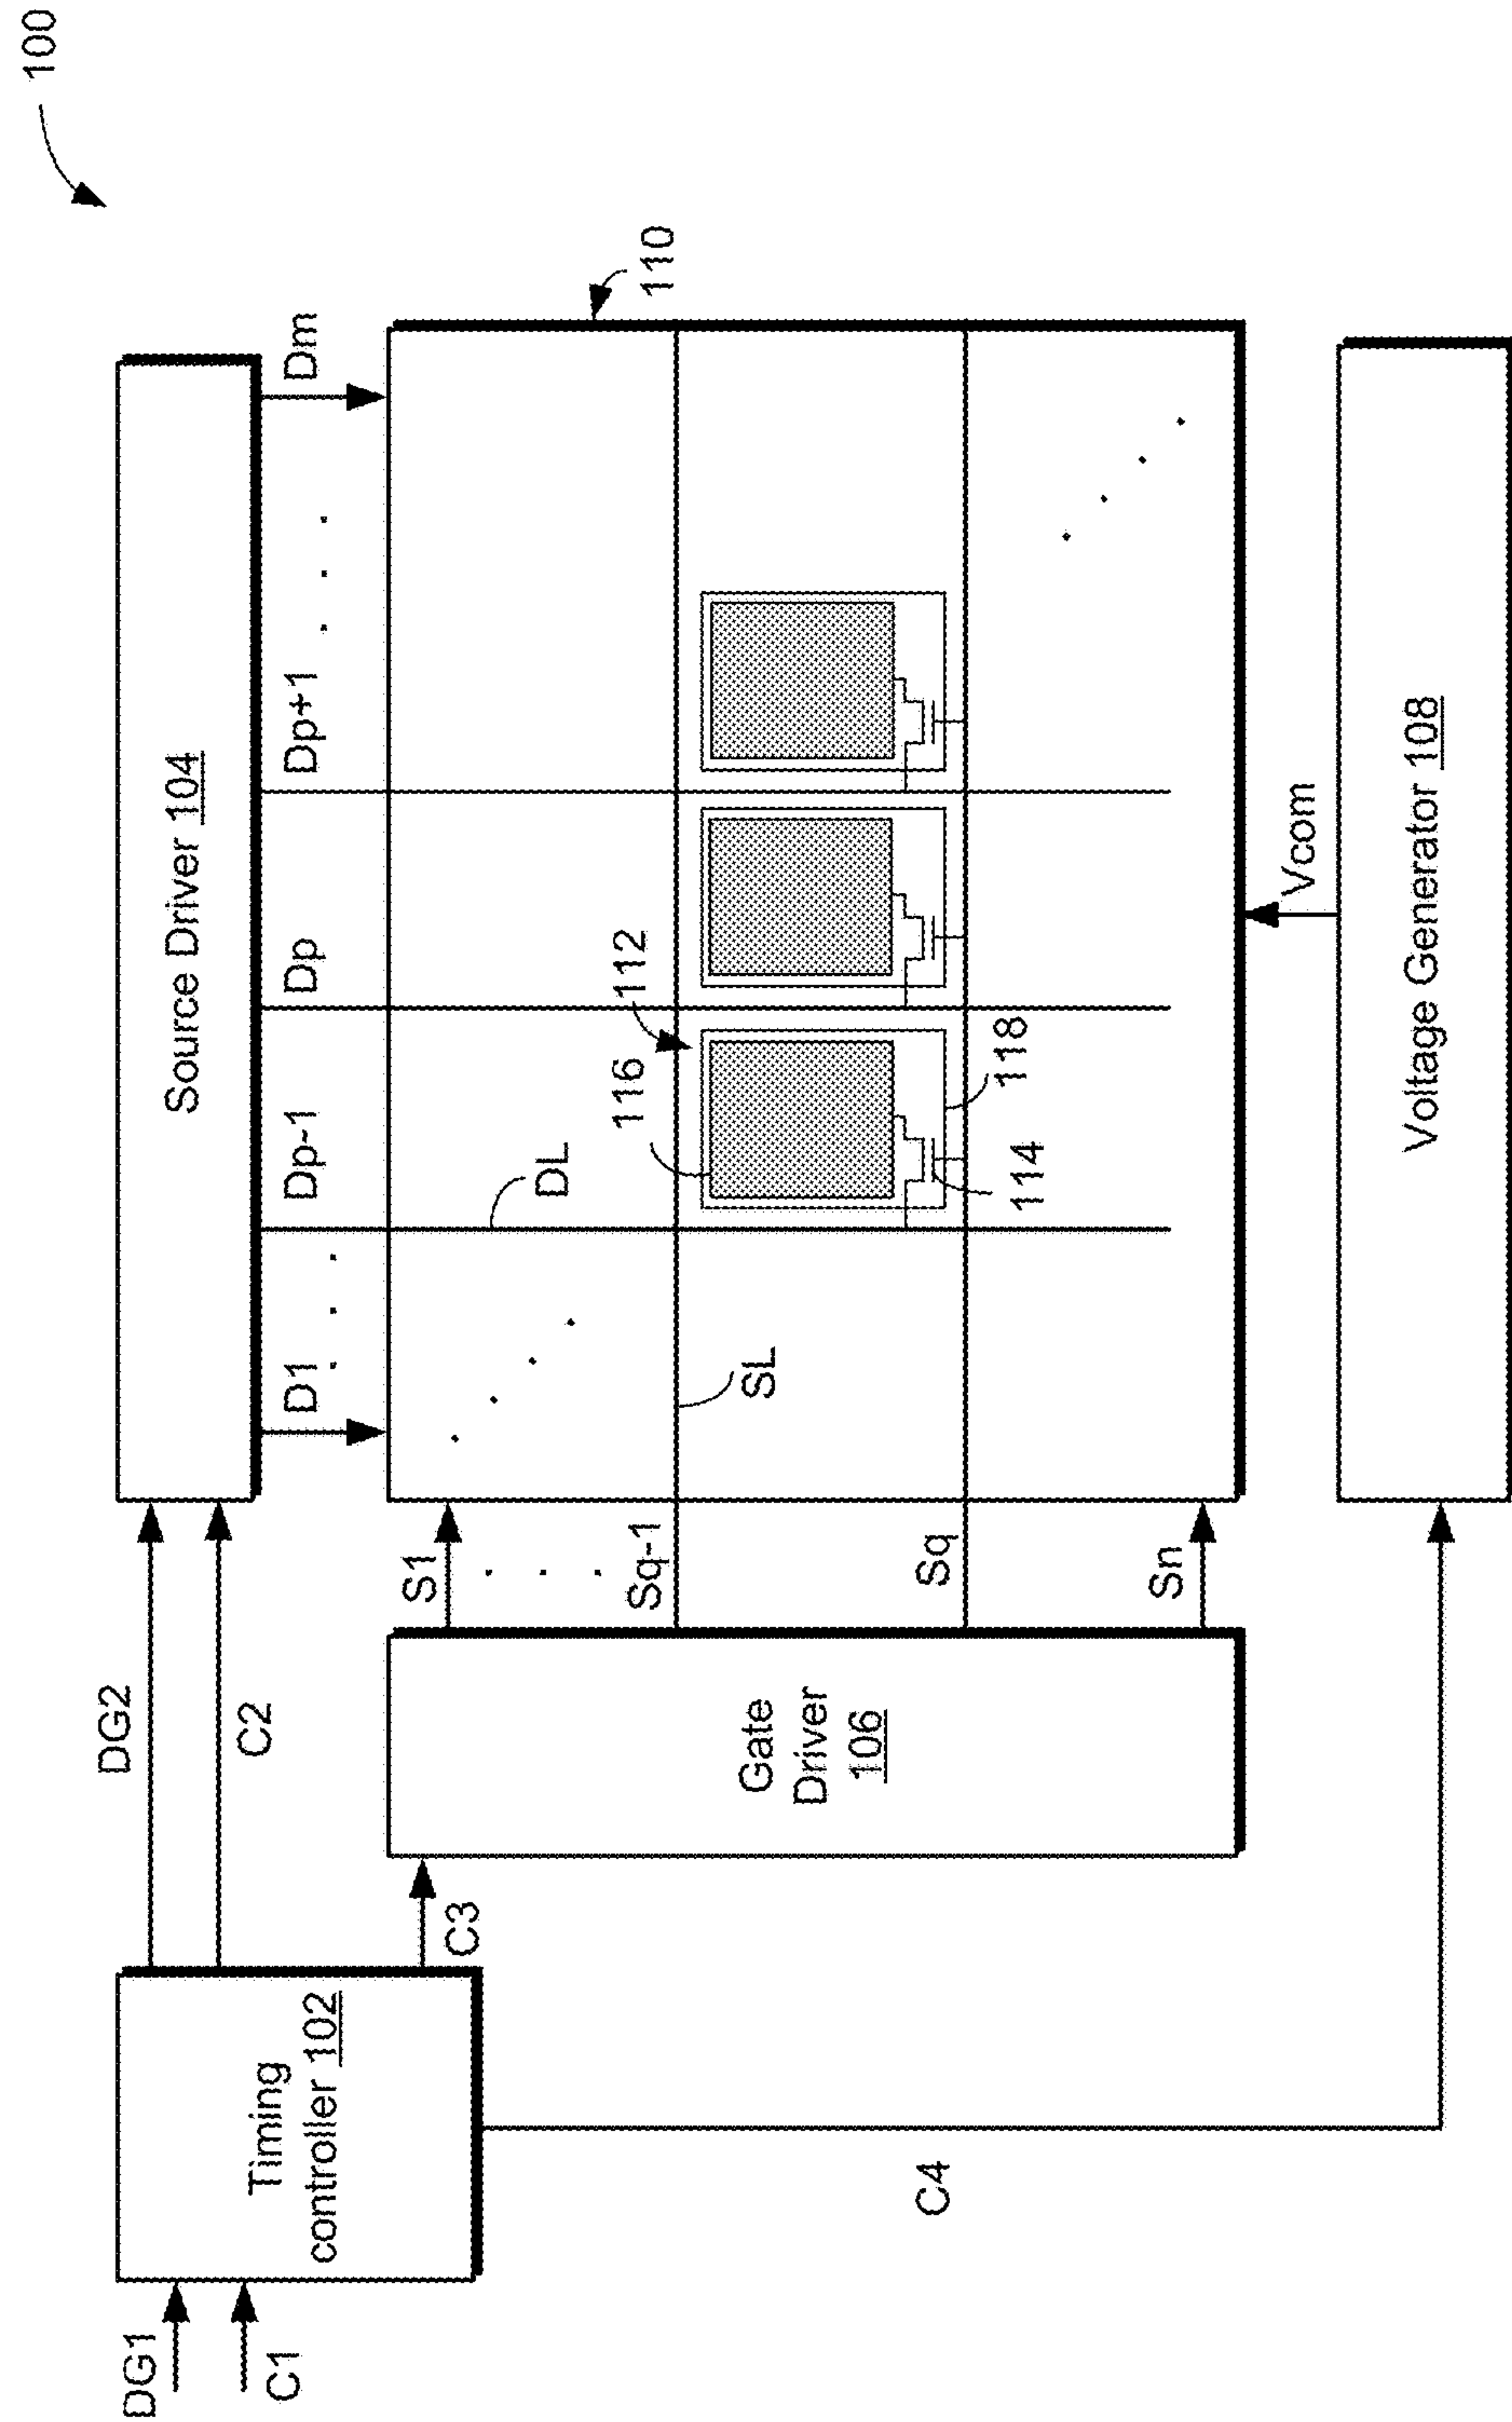 100
DG1
C1
Timing
controller 102
DG2
C2
C3
C4
Source Driver 104
D1
Dp-1
Dp
Dp+1
Dm
110
Gate
Driver
106
S1
Sq-1
Sq
Sn
DL
SL
116
112
118
114
Vcom
Voltage Generator 108